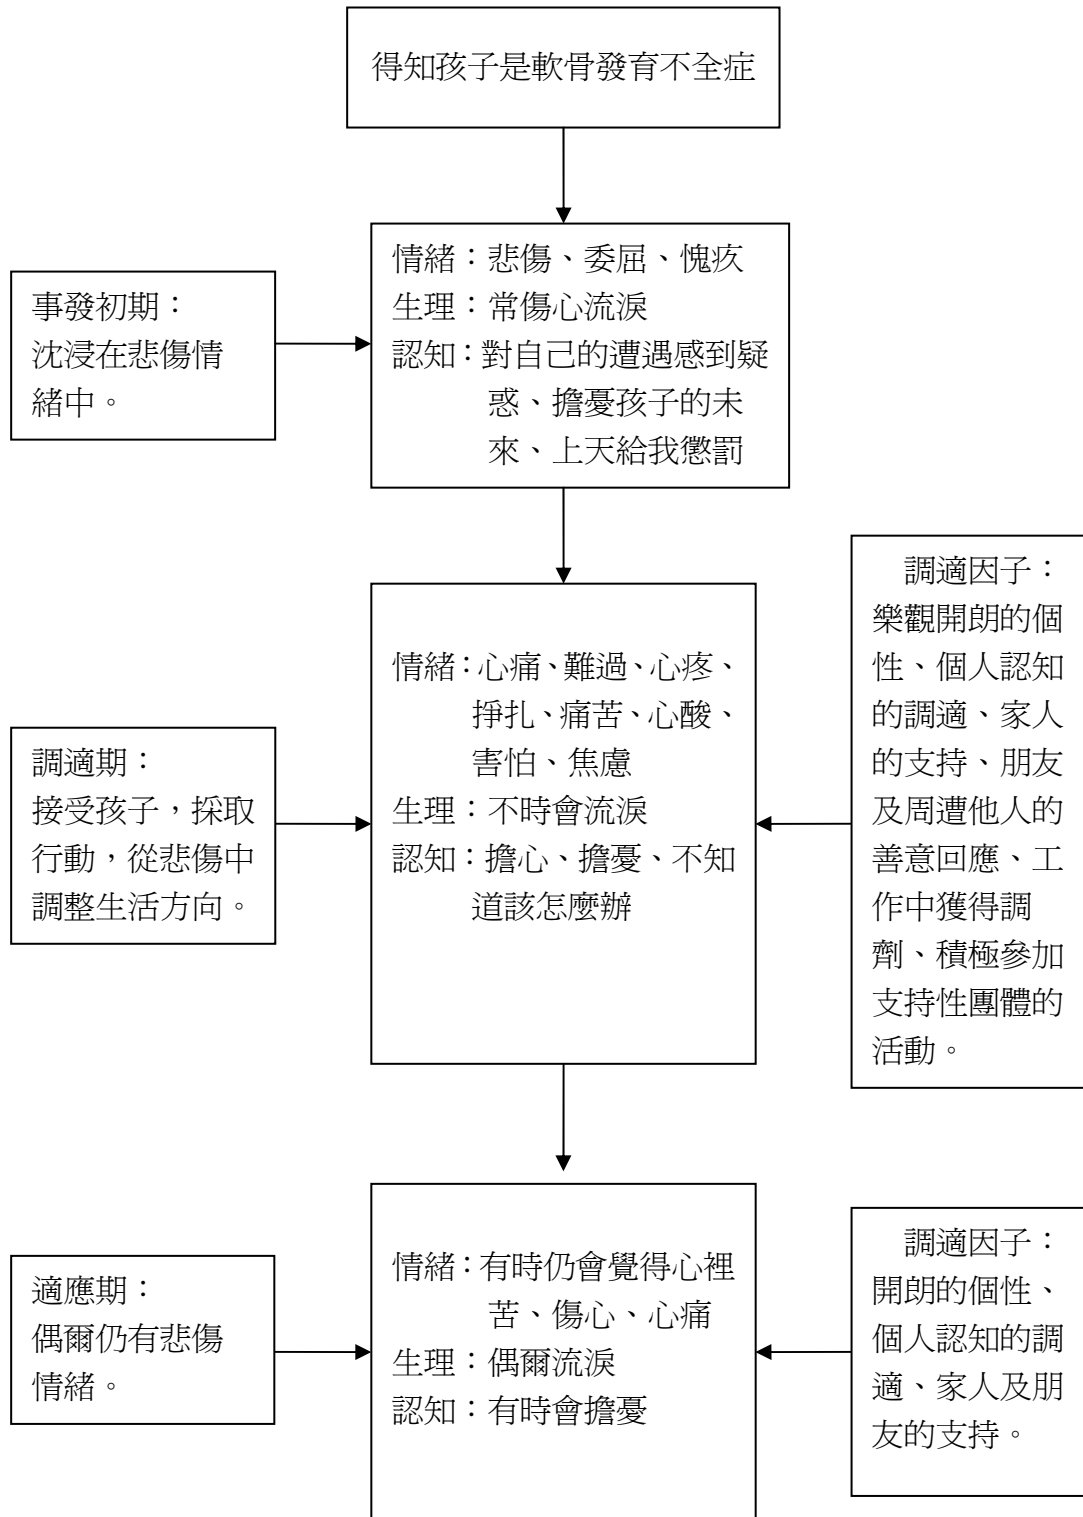 得知孩子是軟骨發育不全症
情緒：悲傷、委屈、愧疚
生理：常傷心流淚
認知：對自己的遭遇感到疑
惑、擔憂孩子的未
來、上天給我懲罰
事發初期：
沈浸在悲傷情
緒中。
情緒：心痛、難過、心疼、
掙扎、痛苦、心酸、
害怕、焦慮
生理：不時會流淚
認知：擔心、擔憂、不知
道該怎麼辦
調適期：
接受孩子，採取
行動，從悲傷中
調整生活方向。
調適因子：
樂觀開朗的個
性、個人認知
的調適、家人
的支持、朋友
及周遭他人的
善意回應、工
作中獲得調
劑、積極參加
支持性團體的
活動。
情緒：有時仍會覺得心裡
苦、傷心、心痛
生理：偶爾流淚
認知：有時會擔憂
適應期：
偶爾仍有悲傷
情緒。
調適因子：
開朗的個性、
個人認知的調
適、家人及朋
友的支持。